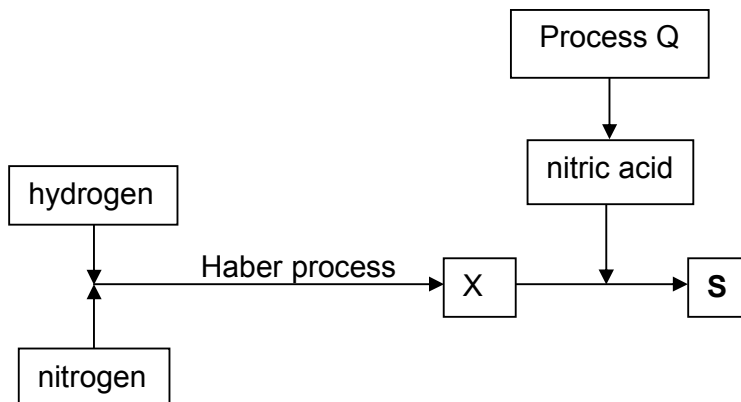 Process Q
nitric acid
hydrogen
Haber process
X
S
nitrogen